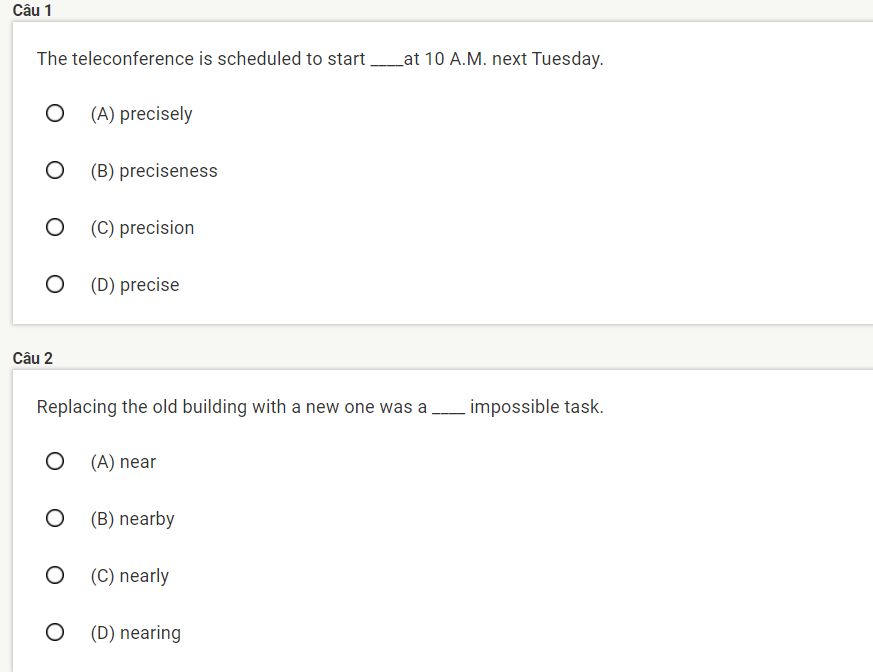 Câu 1
The teleconference is scheduled to start ____at 10 A.M. next Tuesday.
(A) precisely
(B) preciseness
(C) precision
(D) precise
Câu 2
Replacing the old building with a new one was a ____ impossible task.
(A) near
(B) nearby
(C) nearly
(D) nearing